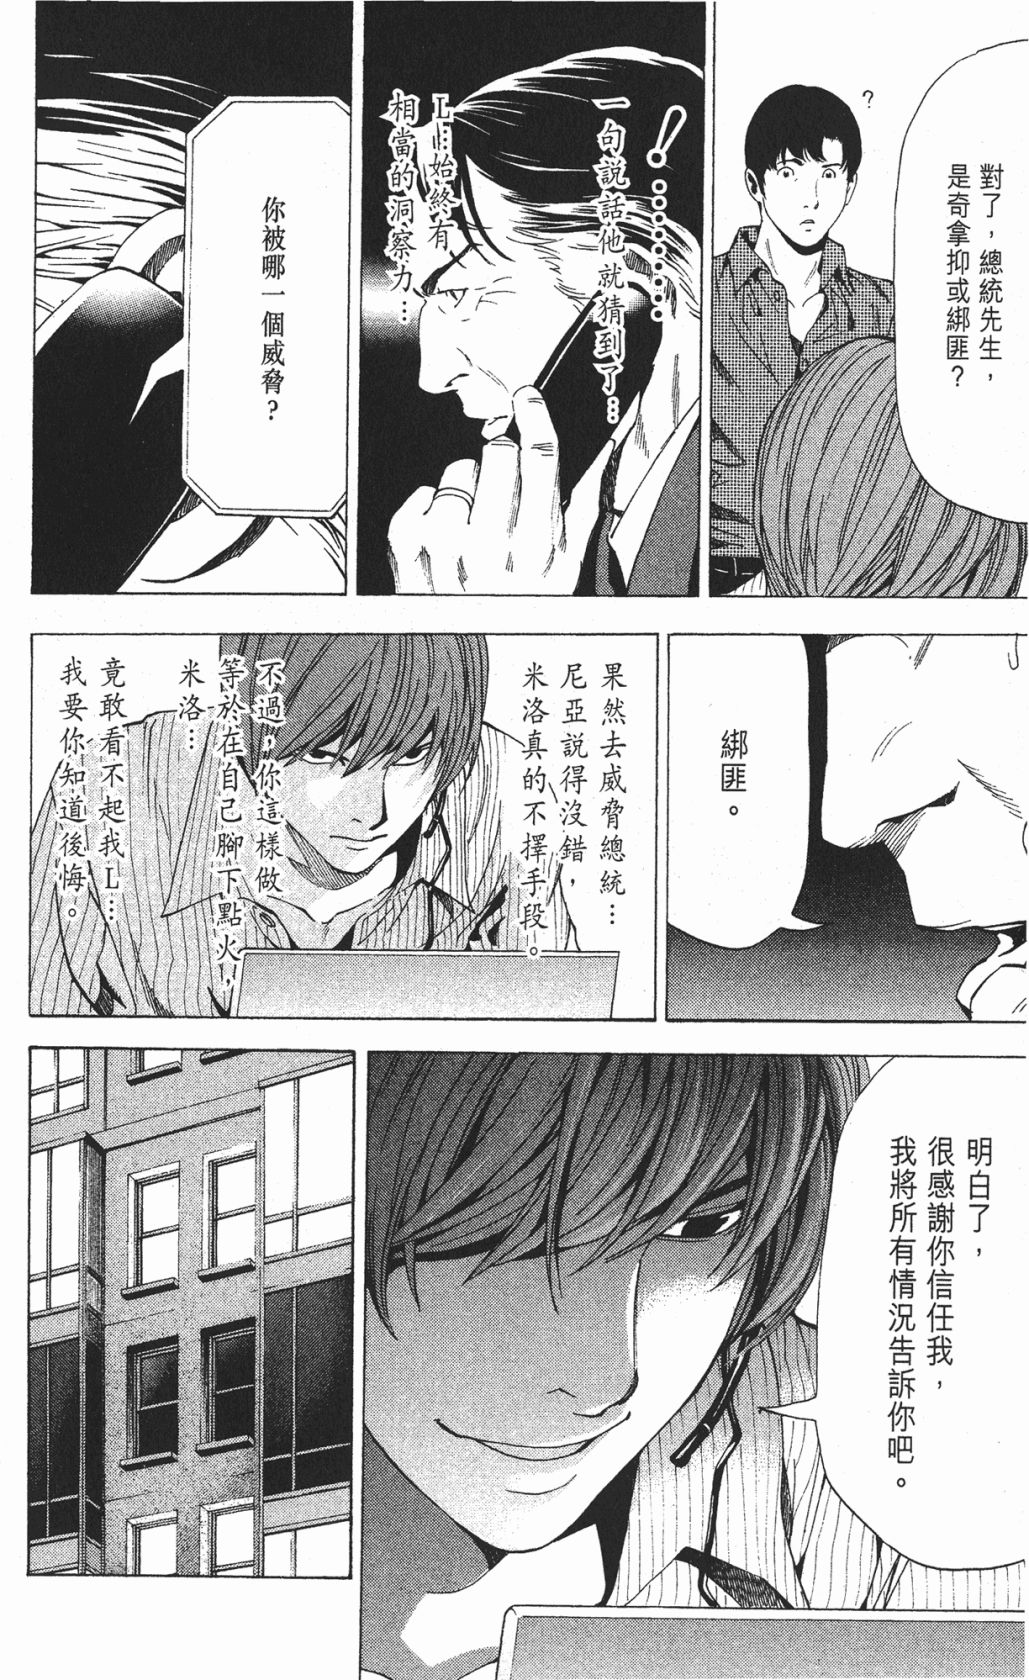 對了，總統先生，
是奇拿抑或綁匪？
?
！…………
一句說話他就猜到了…
L…始終有
相當的洞察力…
你被哪一個威脅？
綁匪。
果然去威脅總統…
尼亞說得沒錯，
米洛真的不擇手段。
不過，你這樣做
等於在自己腳下點火，
米洛…
竟敢看不起我L…
我要你知道後悔。
明白了，
很感謝你信任我，
我將所有情況告訴你吧。